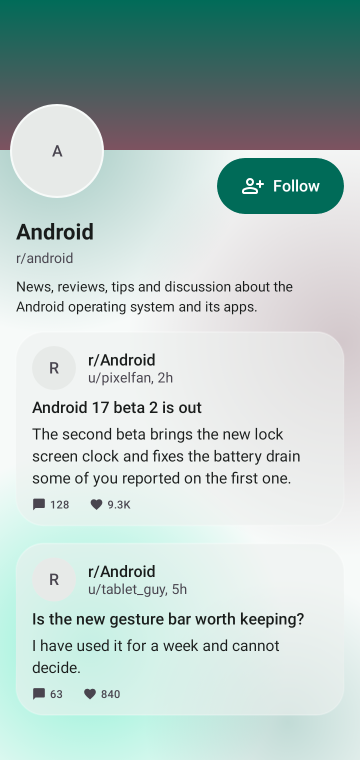 A
Follow
Android
r/android
News, reviews, tips and discussion about the
Android operating system and its apps.
R
r/Android
u/pixelfan, 2h
Android 17 beta 2 is out
The second beta brings the new lock
screen clock and fixes the battery drain
some of you reported on the first one.
128 9.3K
R
r/Android
u/tablet_guy, 5h
Is the new gesture bar worth keeping?
I have used it for a week and cannot
decide.
63 840